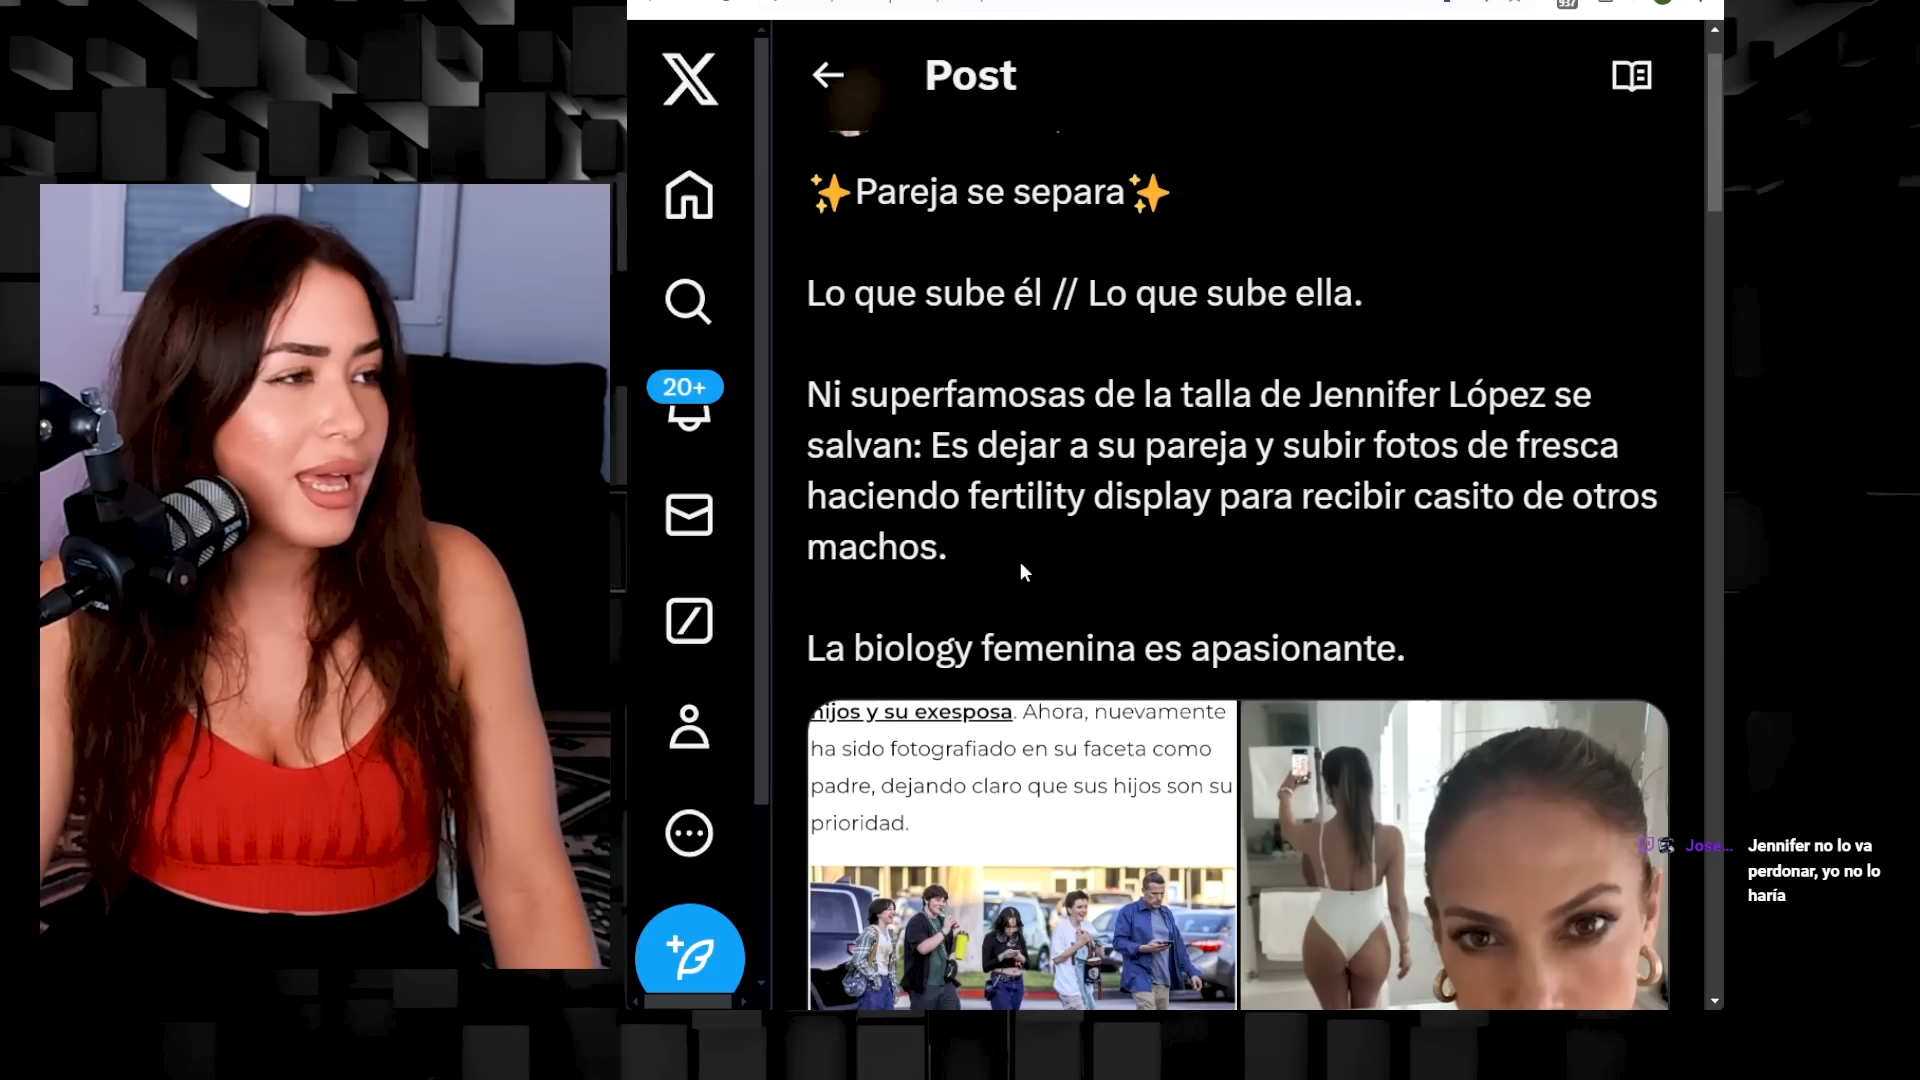 Post
✨Pareja se separa✨
Lo que sube él // Lo que sube ella.
Ni superfamosas de la talla de Jennifer López se
salvan: Es dejar a su pareja y subir fotos de fresca
haciendo fertility display para recibir casito de otros
machos.
La biology femenina es apasionante.
20+
hijos y su exesposa. Ahora, nuevamente
ha sido fotografiado en su faceta como
padre, dejando claro que sus hijos son su
prioridad.
Jose... Jennifer no lo va
perdonar, yo no lo
haría
937